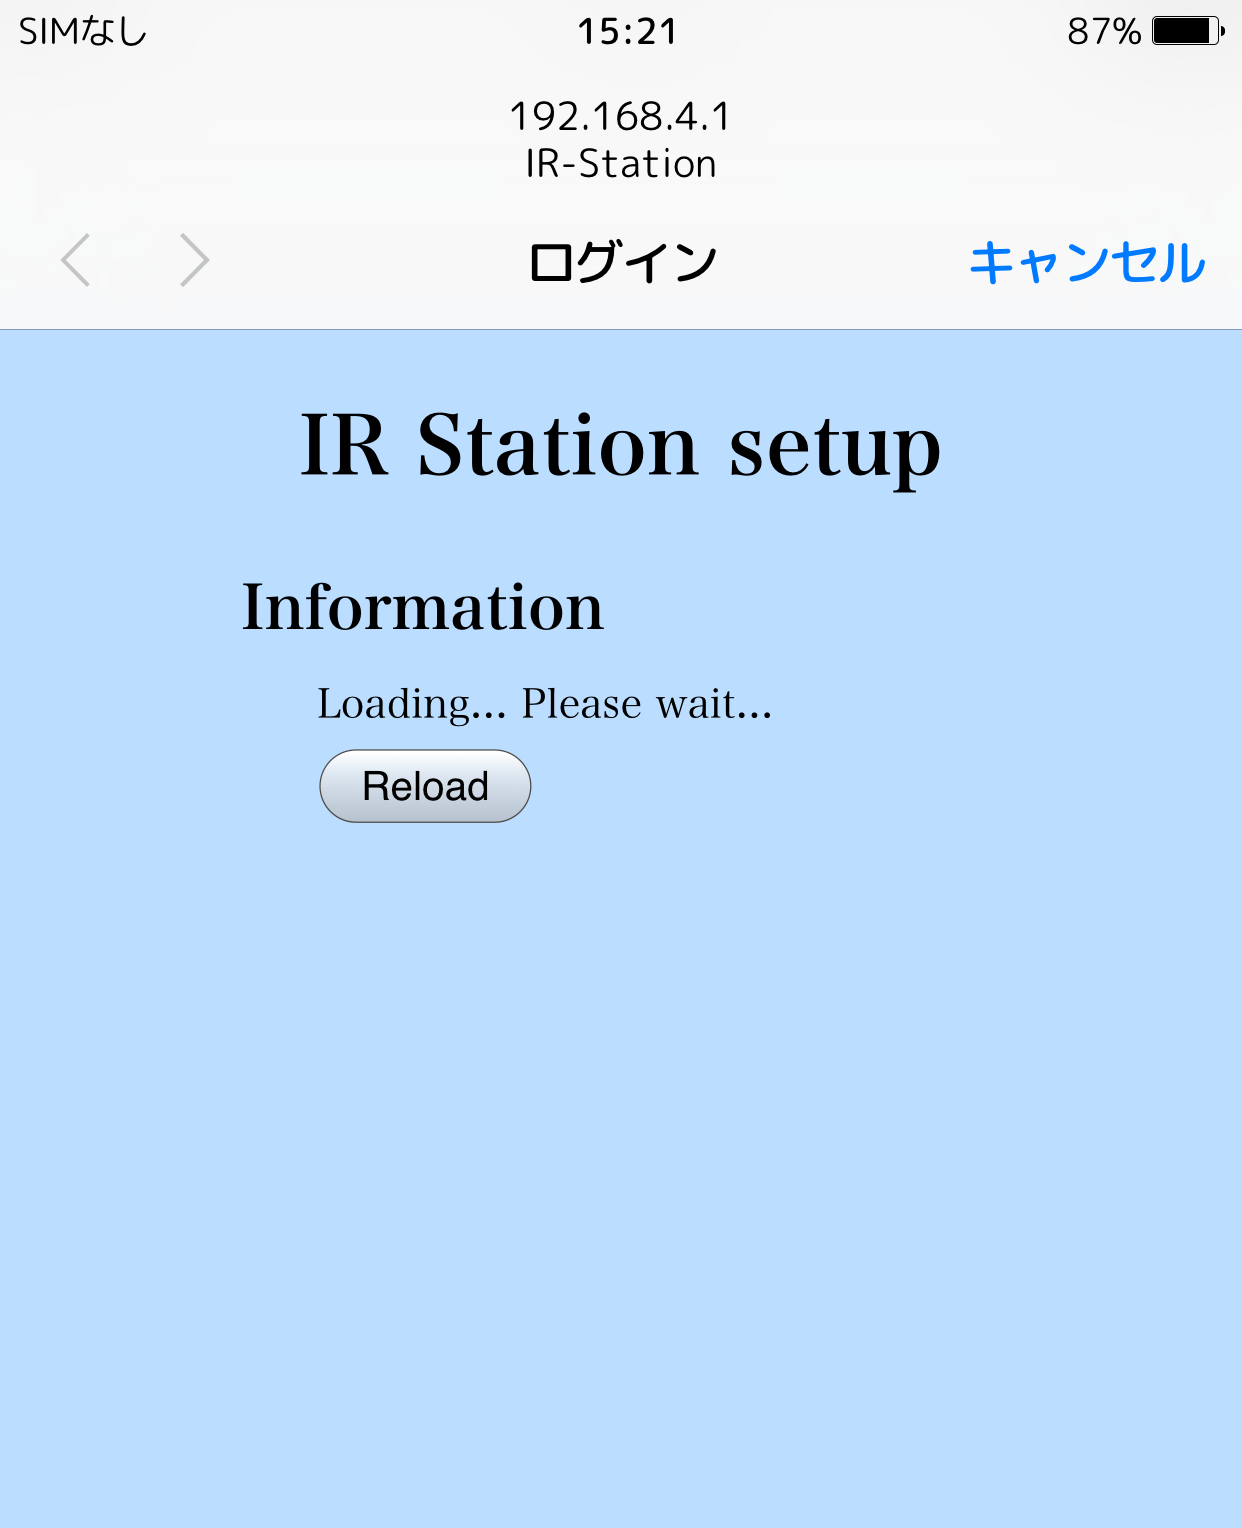 SIMなし 15:21 87%
192.168.4.1
IR-Station
ログイン キャンセル
IR Station setup
Information
Loading... Please wait...
Reload